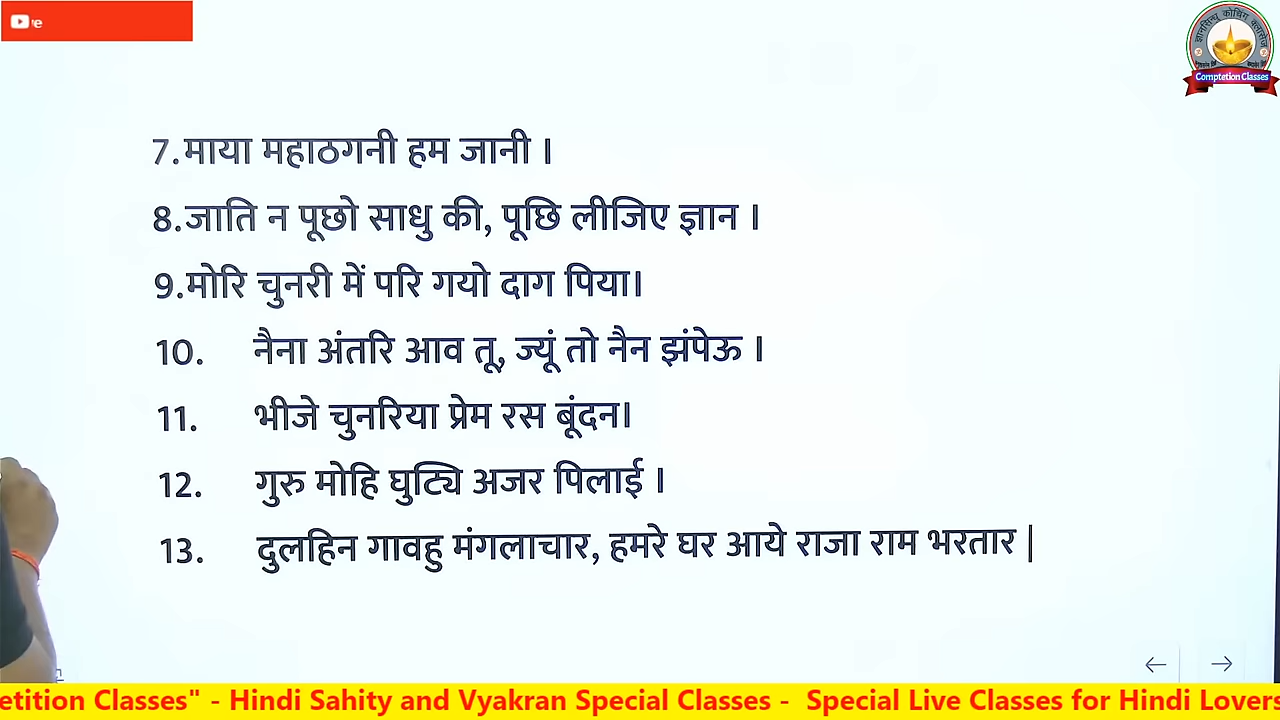 ज्ञानसिन्धु कोचिंग क्लासेज
Comptetion Classes
7.माया महाठगनी हम जानी ।
8.जाति न पूछो साधु की, पूछि लीजिए ज्ञान ।
9.मोरि चुनरी में परि गयो दाग पिया।
10. नैना अंतरि आव तू, ज्यूं तो नैन झंपेऊ ।
11. भीजे चुनरिया प्रेम रस बूंदन।
12. गुरु मोहि घुट्यि अजर पिलाई ।
13. दुलहिन गावहु मंगलाचार, हमरे घर आये राजा राम भरतार |
etition Classes" - Hindi Sahity and Vyakran Special Classes - Special Live Classes for Hindi Lovers